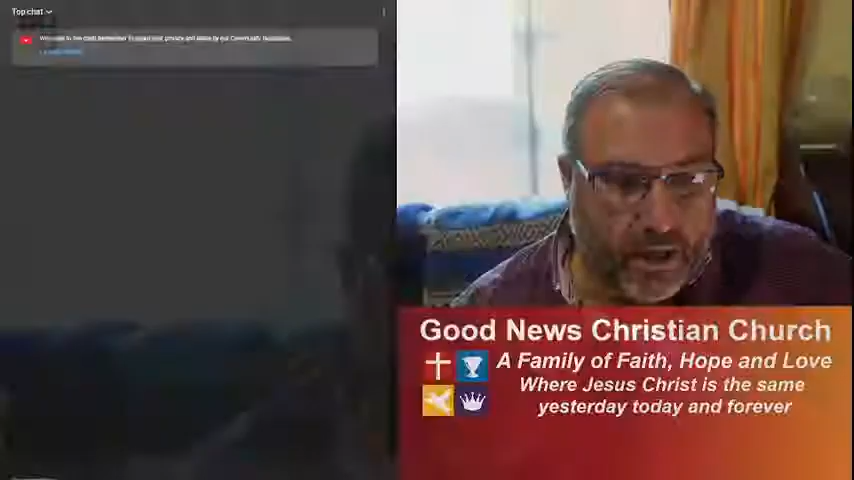 Top chat
Good News Christian Church
A Family of Faith, Hope and Love
Where Jesus Christ is the same
yesterday today and forever